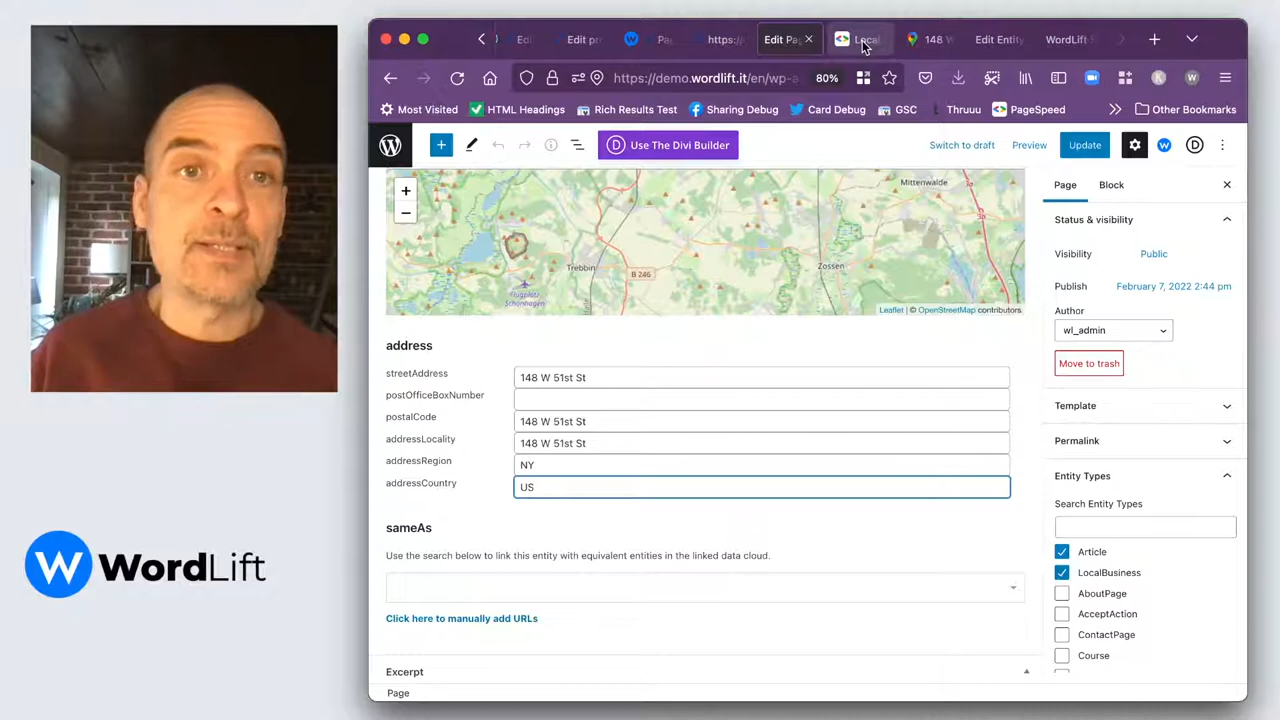 Edi
Edit pr
Pa
https:/
Edit Pa
Local
148 W
Edit Entity
WordLift
https://demo.wordlift.it/en/wp-a
80%
K
W
Most Visited
HTML Headings
Rich Results Test
Sharing Debug
Card Debug
GSC
Thruuu
PageSpeed
Other Bookmarks
Use The Divi Builder
Switch to draft
Preview
Update
D
+
−
Mittenwalde
Trebbin
B 246
Zossen
Flugplatz
Schönhagen
Leaflet | © OpenStreetMap contributors
Page
Block
Status & visibility
Visibility
Public
Publish
February 7, 2022 2:44 pm
Author
wl_admin
Move to trash
Template
Permalink
Entity Types
Search Entity Types
Article
LocalBusiness
AboutPage
AcceptAction
ContactPage
Course
address
streetAddress
148 W 51st St
postOfficeBoxNumber
postalCode
148 W 51st St
addressLocality
148 W 51st St
addressRegion
NY
addressCountry
US
sameAs
Use the search below to link this entity with equivalent entities in the linked data cloud.
Click here to manually add URLs
Excerpt
Page
WordLift